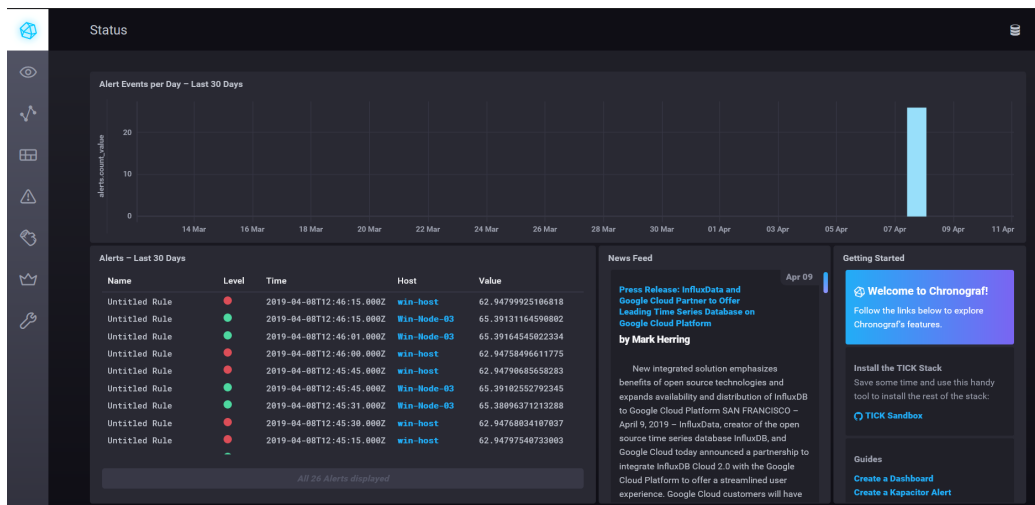 Status
Alert Events per Day – Last 30 Days
alerts.count_value
20
10
0
14 Mar 16 Mar 18 Mar 20 Mar 22 Mar 24 Mar 26 Mar 28 Mar 30 Mar 01 Apr 03 Apr 05 Apr 07 Apr 09 Apr 11 Apr
Alerts – Last 30 Days
Name Level Time Host Value
Untitled Rule 2019-04-08T12:46:15.000Z win-host 62.94799925106818
Untitled Rule 2019-04-08T12:46:15.000Z Win-Node-03 65.39131164590802
Untitled Rule 2019-04-08T12:46:01.000Z Win-Node-03 65.39164545022334
Untitled Rule 2019-04-08T12:46:00.000Z win-host 62.94758496611775
Untitled Rule 2019-04-08T12:45:45.000Z win-host 62.94790685658283
Untitled Rule 2019-04-08T12:45:45.000Z Win-Node-03 65.39102552792345
Untitled Rule 2019-04-08T12:45:31.000Z Win-Node-03 65.38096371213288
Untitled Rule 2019-04-08T12:45:30.000Z win-host 62.94768034107037
Untitled Rule 2019-04-08T12:45:15.000Z win-host 62.94797540733003
All 26 Alerts displayed
News Feed
Apr 09
Press Release: InfluxData and
Google Cloud Partner to Offer
Leading Time Series Database on
Google Cloud Platform
by Mark Herring
New integrated solution emphasizes
benefits of open source technologies and
expands availability and distribution of InfluxDB
to Google Cloud Platform SAN FRANCISCO –
April 9, 2019 – InfluxData, creator of the open
source time series database InfluxDB, and
Google Cloud today announced a partnership to
integrate InfluxDB Cloud 2.0 with the Google
Cloud Platform to offer a streamlined user
experience. Google Cloud customers will have
Getting Started
Welcome to Chronograf!
Follow the links below to explore
Chronograf's features.
Install the TICK Stack
Save some time and use this handy
tool to install the rest of the stack:
TICK Sandbox
Guides
Create a Dashboard
Create a Kapacitor Alert